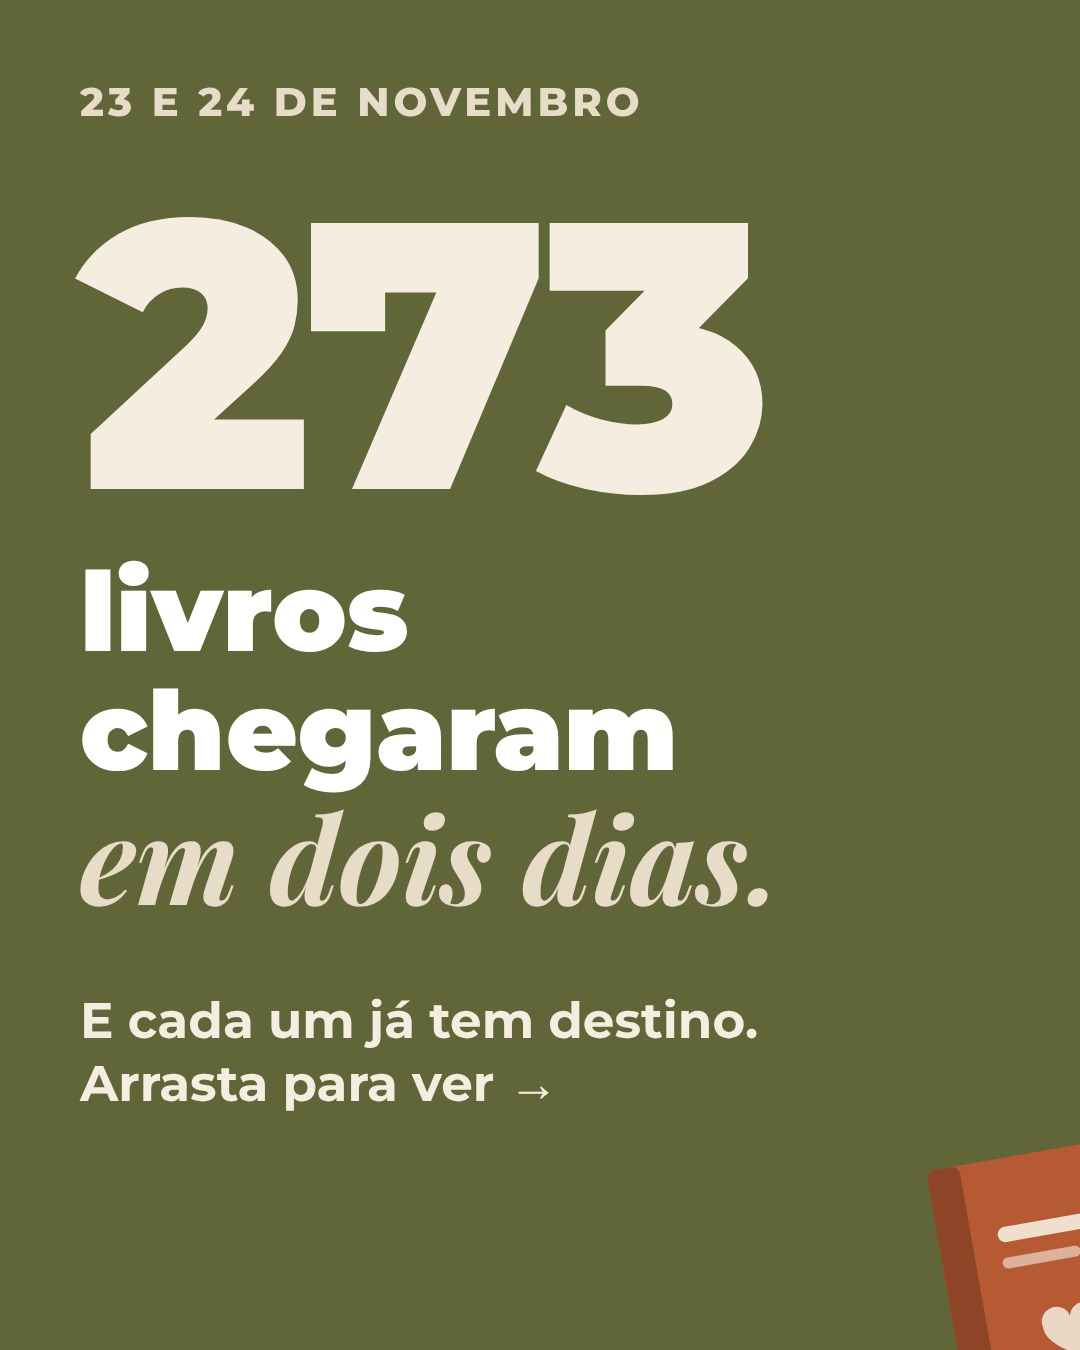 23 E 24 DE NOVEMBRO
273
livros
chegaram
em dois dias.
E cada um já tem destino.
Arrasta para ver →